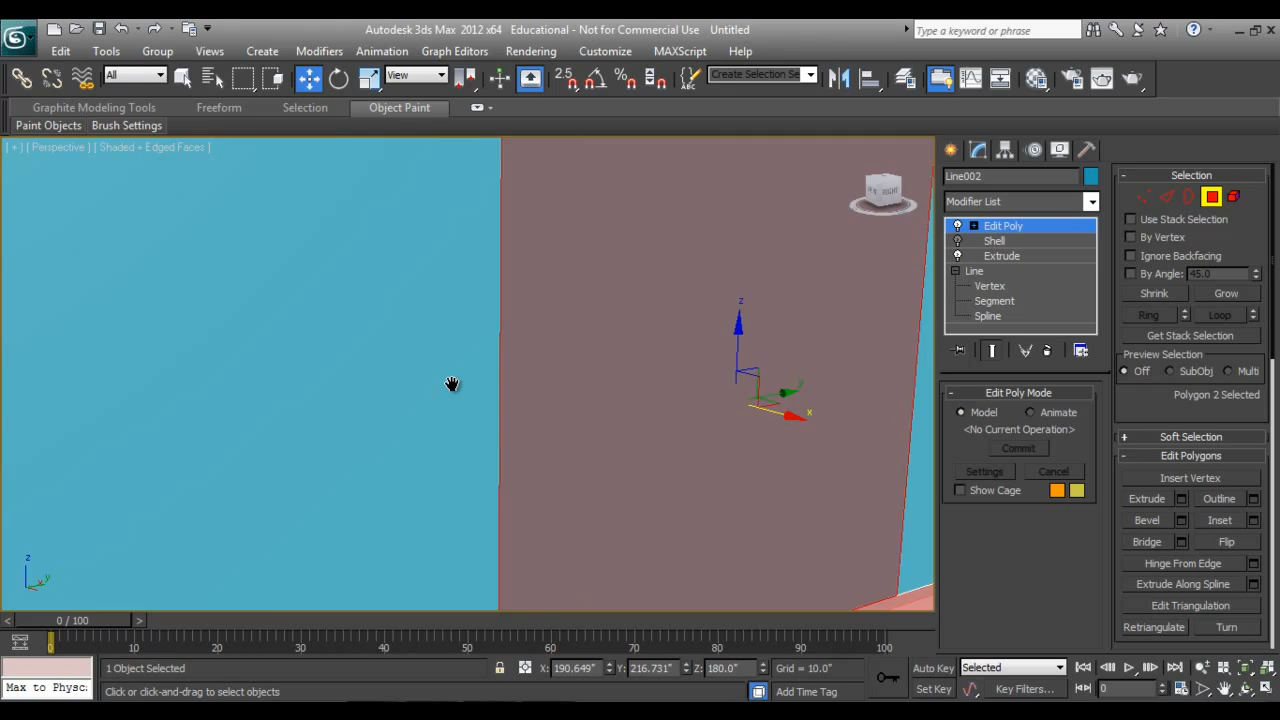 Autodesk 3ds Max 2012 x64 Educational - Not for Commercial Use Untitled
Type a keyword or phrase
Edit Tools Group Views Create Modifiers Animation Graph Editors Rendering Customize MAXScript Help
All View 2.5 Create Selection Se
Graphite Modeling Tools Freeform Selection Object Paint
Paint Objects Brush Settings
[ + ] [ Perspective ] [ Shaded + Edged Faces ]
RIGHT
z
y
x
z
y
x
Line002
Modifier List
Edit Poly
Shell
Extrude
Line
Vertex
Segment
Spline
Edit Poly Mode
Model Animate
<No Current Operation>
Commit
Settings Cancel
Show Cage
Selection
Use Stack Selection
By Vertex
Ignore Backfacing
By Angle: 45.0
Shrink Grow
Ring Loop
Get Stack Selection
Preview Selection
Off SubObj Multi
Polygon 2 Selected
Soft Selection
Edit Polygons
Insert Vertex
Extrude Outline
Bevel Inset
Bridge Flip
Hinge From Edge
Extrude Along Spline
Edit Triangulation
Retriangulate Turn
< 0 / 100 >
0 10 20 30 40 50 60 70 80 90 100
1 Object Selected X: 190.649" Y: 216.731" Z: 180.0" Grid = 10.0" Auto Key Selected
Max to Physc
Click or click-and-drag to select objects Add Time Tag Set Key Key Filters... 0